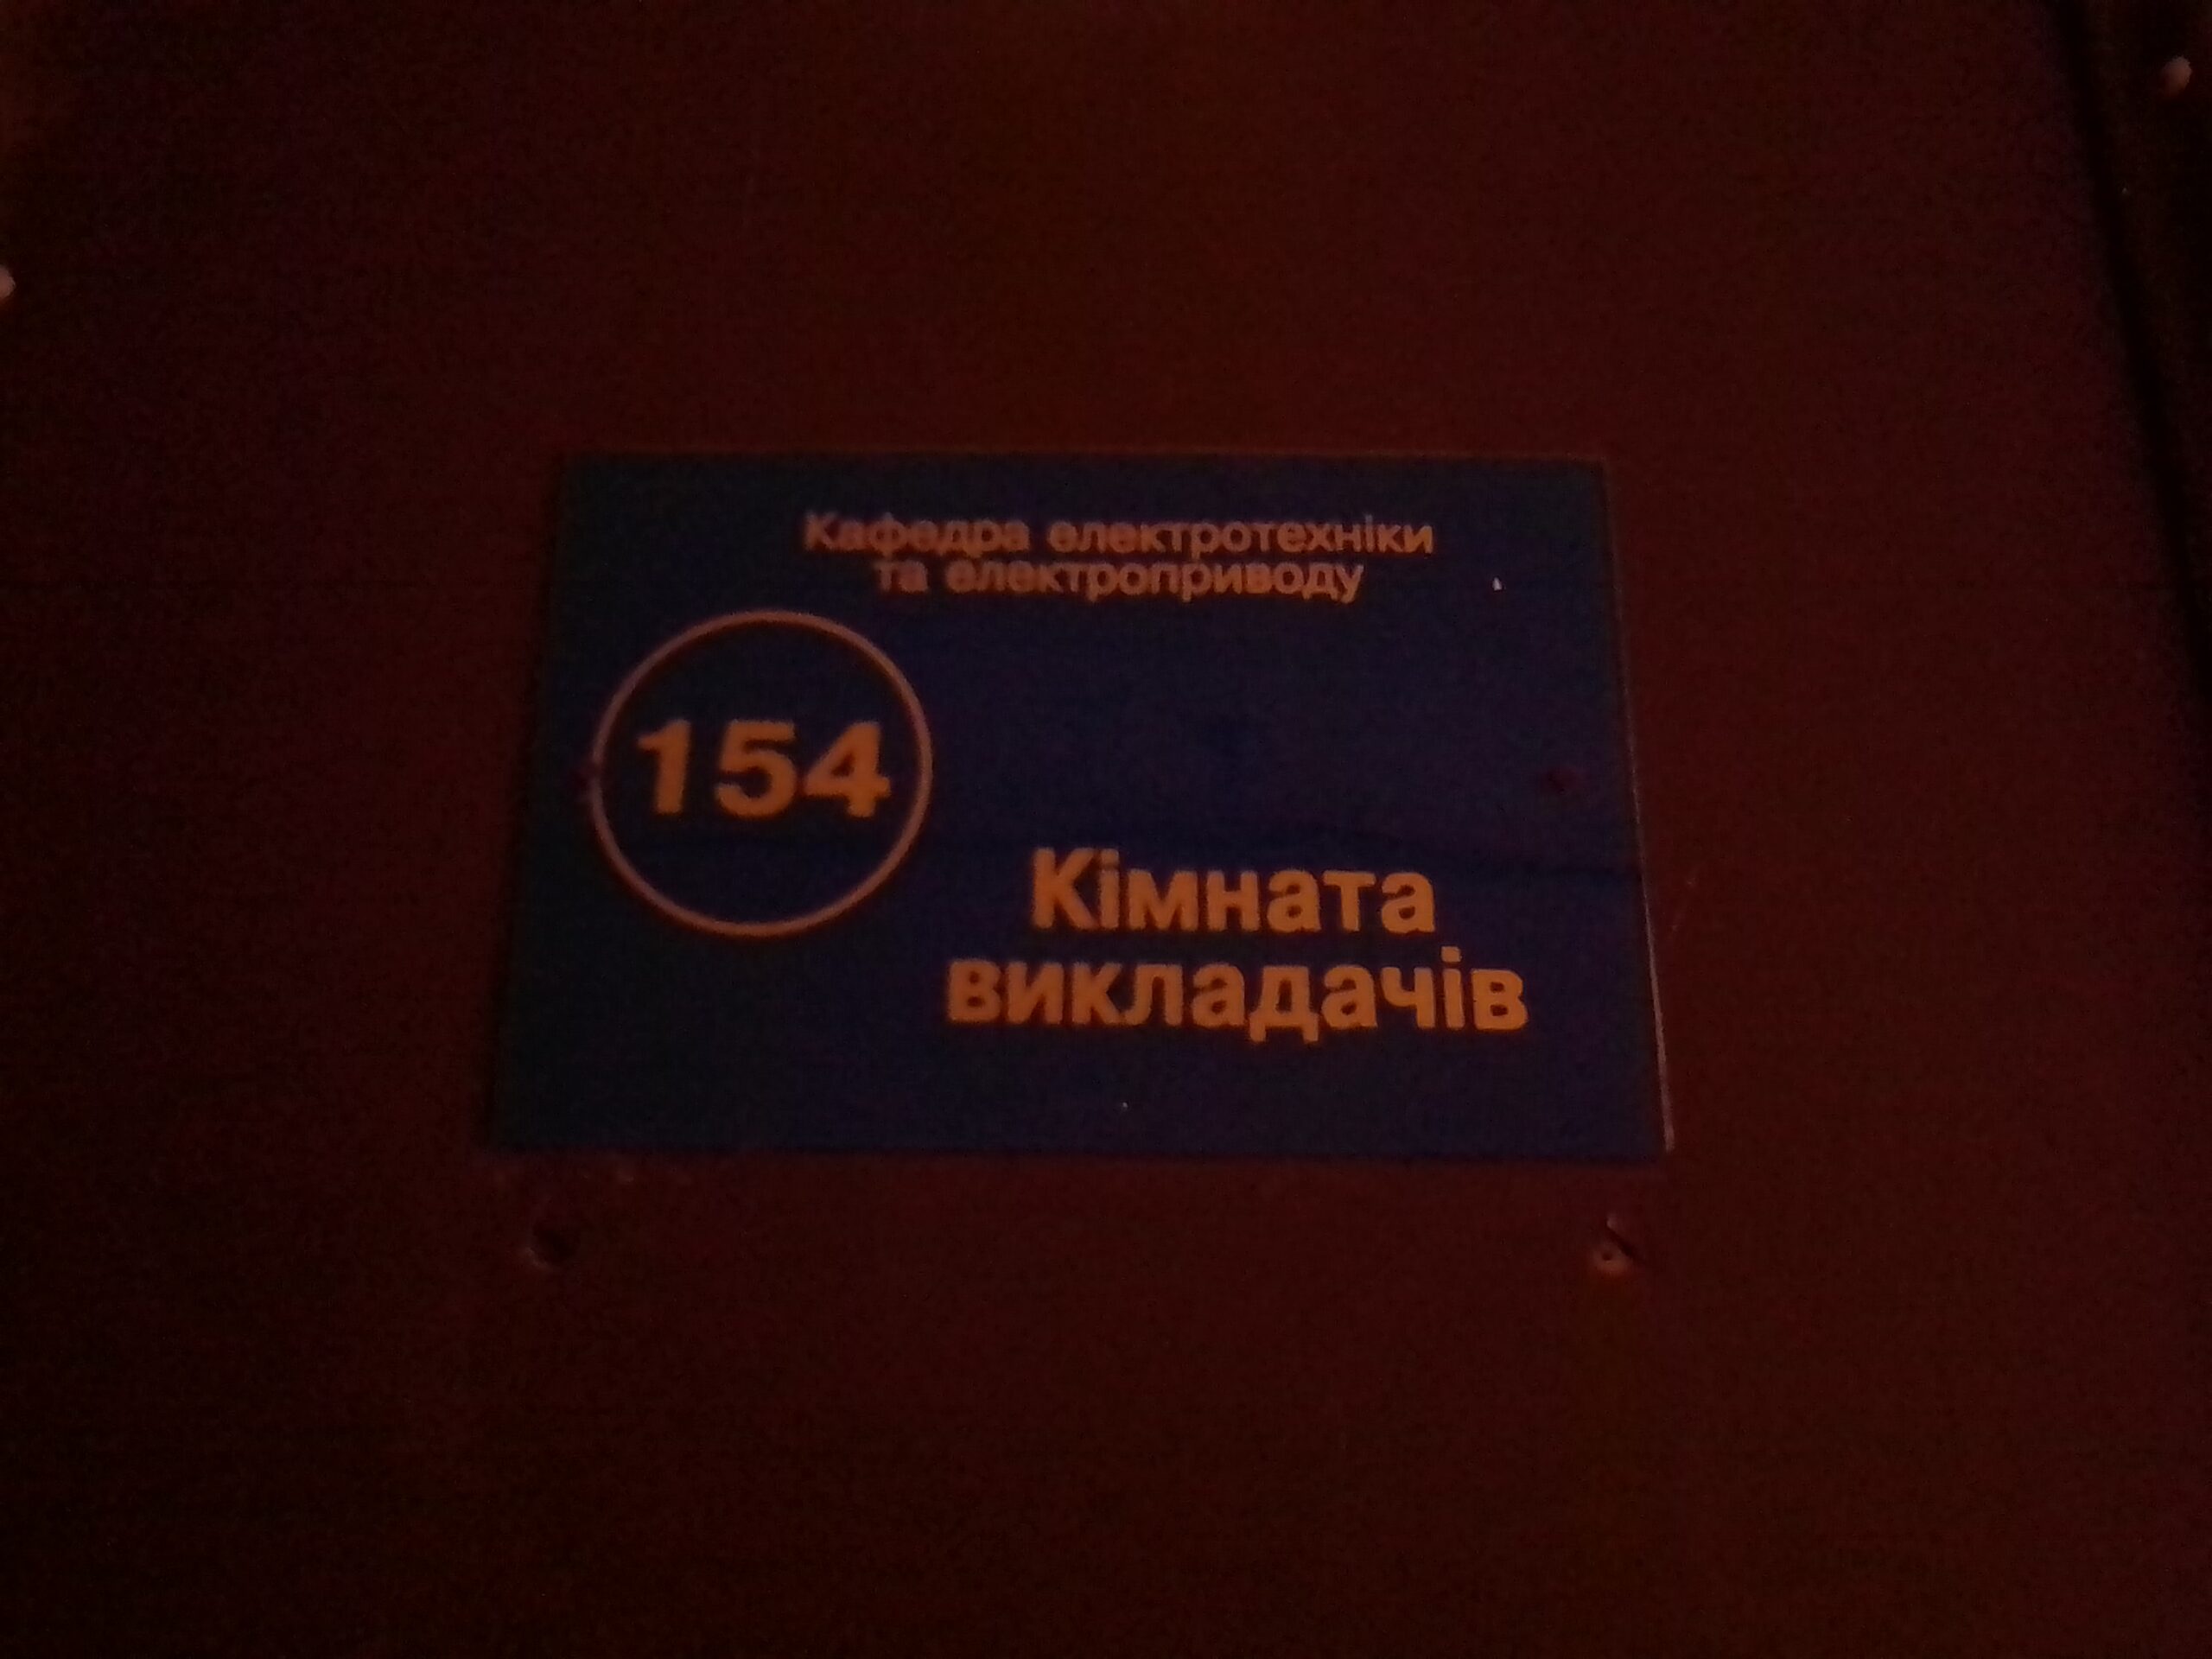 Кафедра електротехніки
та електроприводу
154
Кімната
викладачів